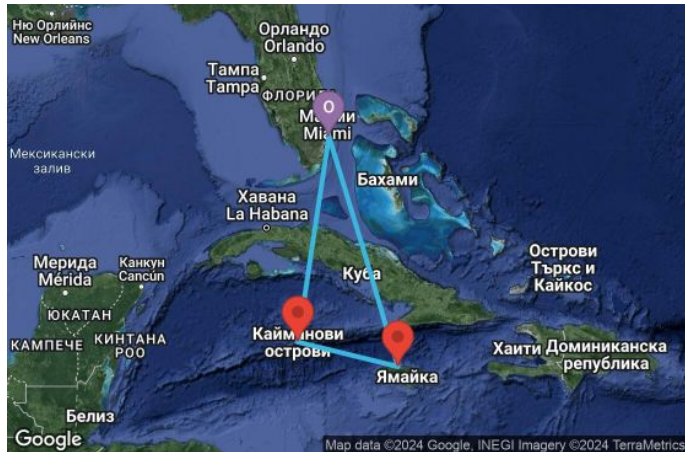 Ню Орлийнс
New Orleans
Орландо
Orlando
Тампа
Tampa
ФЛОРИДА
O
Miami
Мексикански
залив
Бахами
Хавана
La Habana
Мерида
Mérida
Канкун
Cancún
Куба
Острови
Търкс и
Кайкос
ЮКАТАН
КАМПЕЧЕ
КИНТАНА
РОО
Кайманови
острови
Ямайка
Хаити
Доминиканска
република
Белиз
Google
Map data ©2024 Google, INEGI Imagery ©2024 TerraMetrics